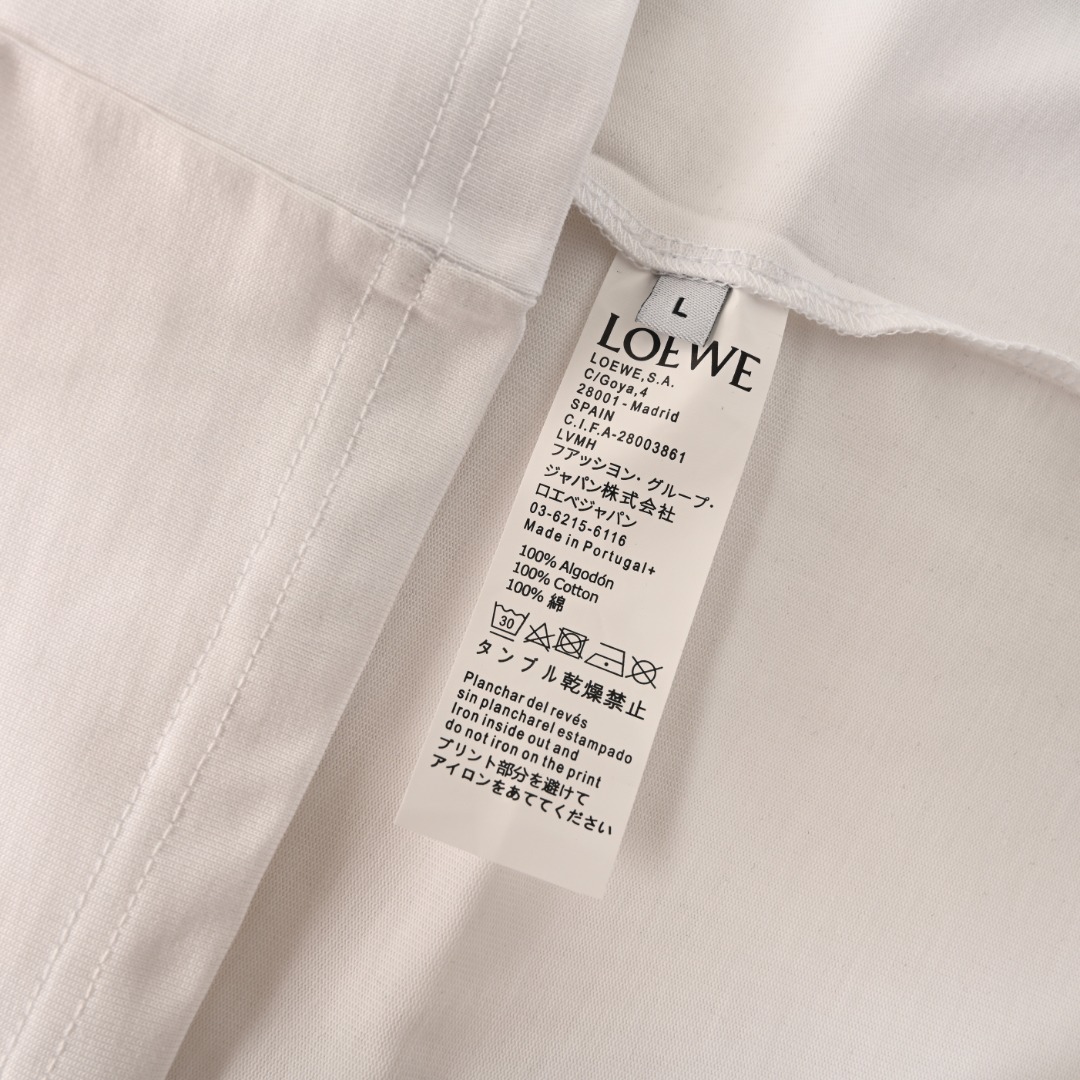 L
LOEWE
LOEWE,S.A.
C/Goya,4
28001-Madrid
SPAIN
C.I.F.A-28003861
LVMH
フアッシヨン・グループ・
ジャパン株式会社
ロエベジャパン
03-6215-6116
Made in Portugal+
100% Algodón
100% Cotton
100% 綿
30
タンブル乾燥禁止
Planchar del revés
sin plancharel estampado
Iron inside out and
do not iron on the print
プリント部分を避けて
アイロンをあててください